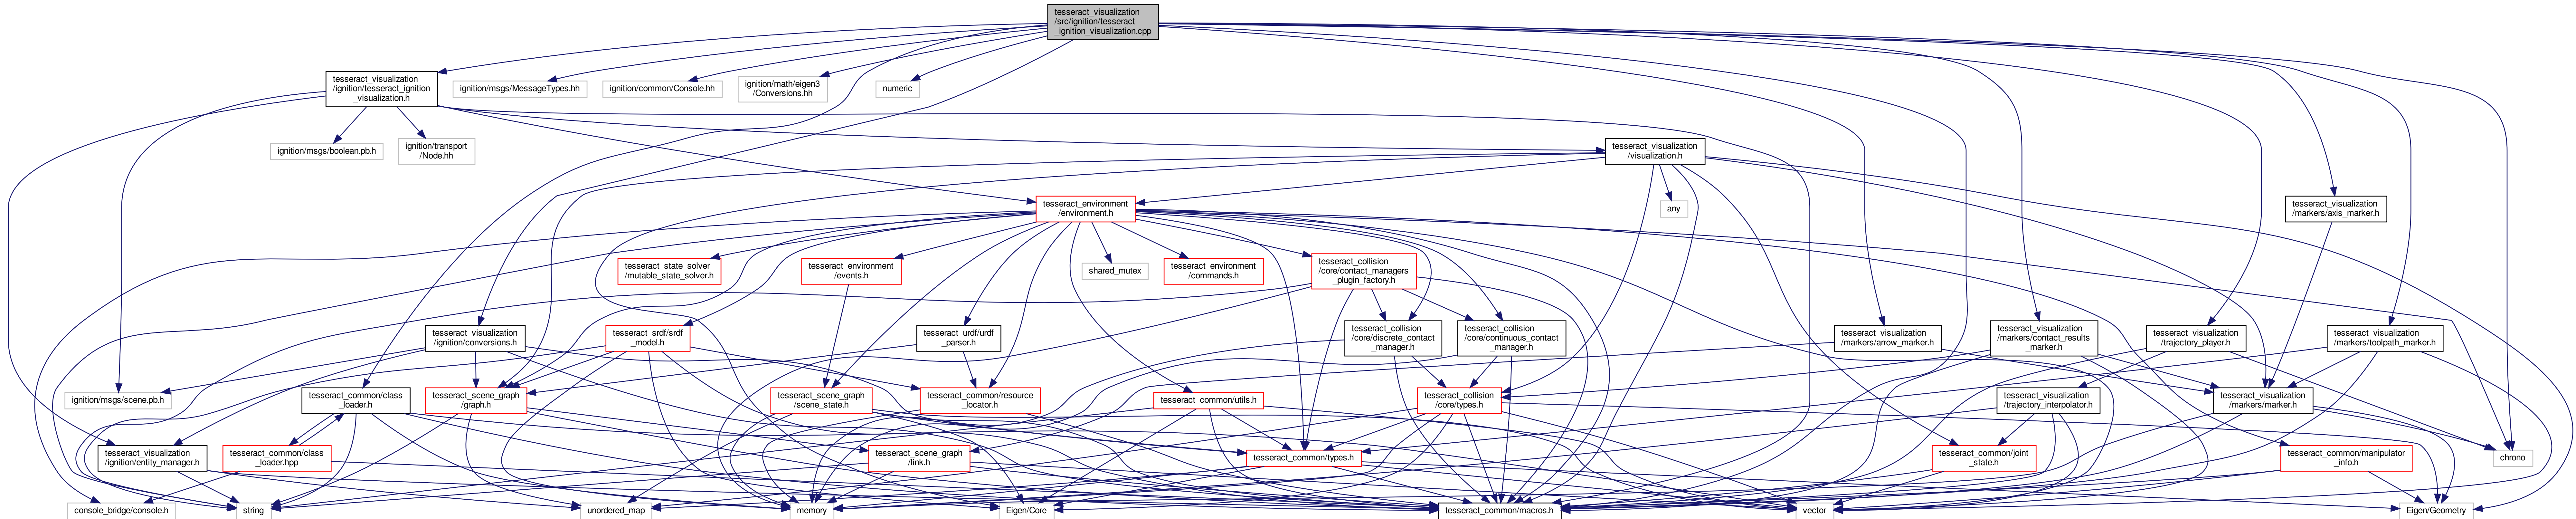 tesseract_visualization
/src/ignition/tesseract
_ignition_visualization.cpp
tesseract_visualization
/ignition/tesseract_ignition
_visualization.h
ignition/msgs/MessageTypes.hh
ignition/common/Console.hh
ignition/math/eigen3
/Conversions.hh
numeric
ignition/msgs/boolean.pb.h
ignition/transport
/Node.hh
tesseract_visualization
/visualization.h
tesseract_environment
/environment.h
any
tesseract_visualization
/markers/axis_marker.h
tesseract_state_solver
/mutable_state_solver.h
tesseract_environment
/events.h
shared_mutex
tesseract_environment
/commands.h
tesseract_collision
/core/contact_managers
_plugin_factory.h
tesseract_visualization
/ignition/conversions.h
tesseract_srdf/srdf
_model.h
tesseract_urdf/urdf
_parser.h
tesseract_collision
/core/discrete_contact
_manager.h
tesseract_collision
/core/continuous_contact
_manager.h
tesseract_visualization
/markers/arrow_marker.h
tesseract_visualization
/markers/contact_results
_marker.h
tesseract_visualization
/trajectory_player.h
tesseract_visualization
/markers/toolpath_marker.h
ignition/msgs/scene.pb.h
tesseract_common/class
_loader.h
tesseract_scene_graph
/graph.h
tesseract_scene_graph
/scene_state.h
tesseract_common/resource
_locator.h
tesseract_common/utils.h
tesseract_collision
/core/types.h
tesseract_visualization
/trajectory_interpolator.h
tesseract_visualization
/markers/marker.h
tesseract_visualization
/ignition/entity_manager.h
tesseract_common/class
_loader.hpp
tesseract_scene_graph
/link.h
tesseract_common/types.h
tesseract_common/joint
_state.h
tesseract_common/manipulator
_info.h
chrono
console_bridge/console.h
string
unordered_map
memory
Eigen/Core
tesseract_common/macros.h
vector
Eigen/Geometry